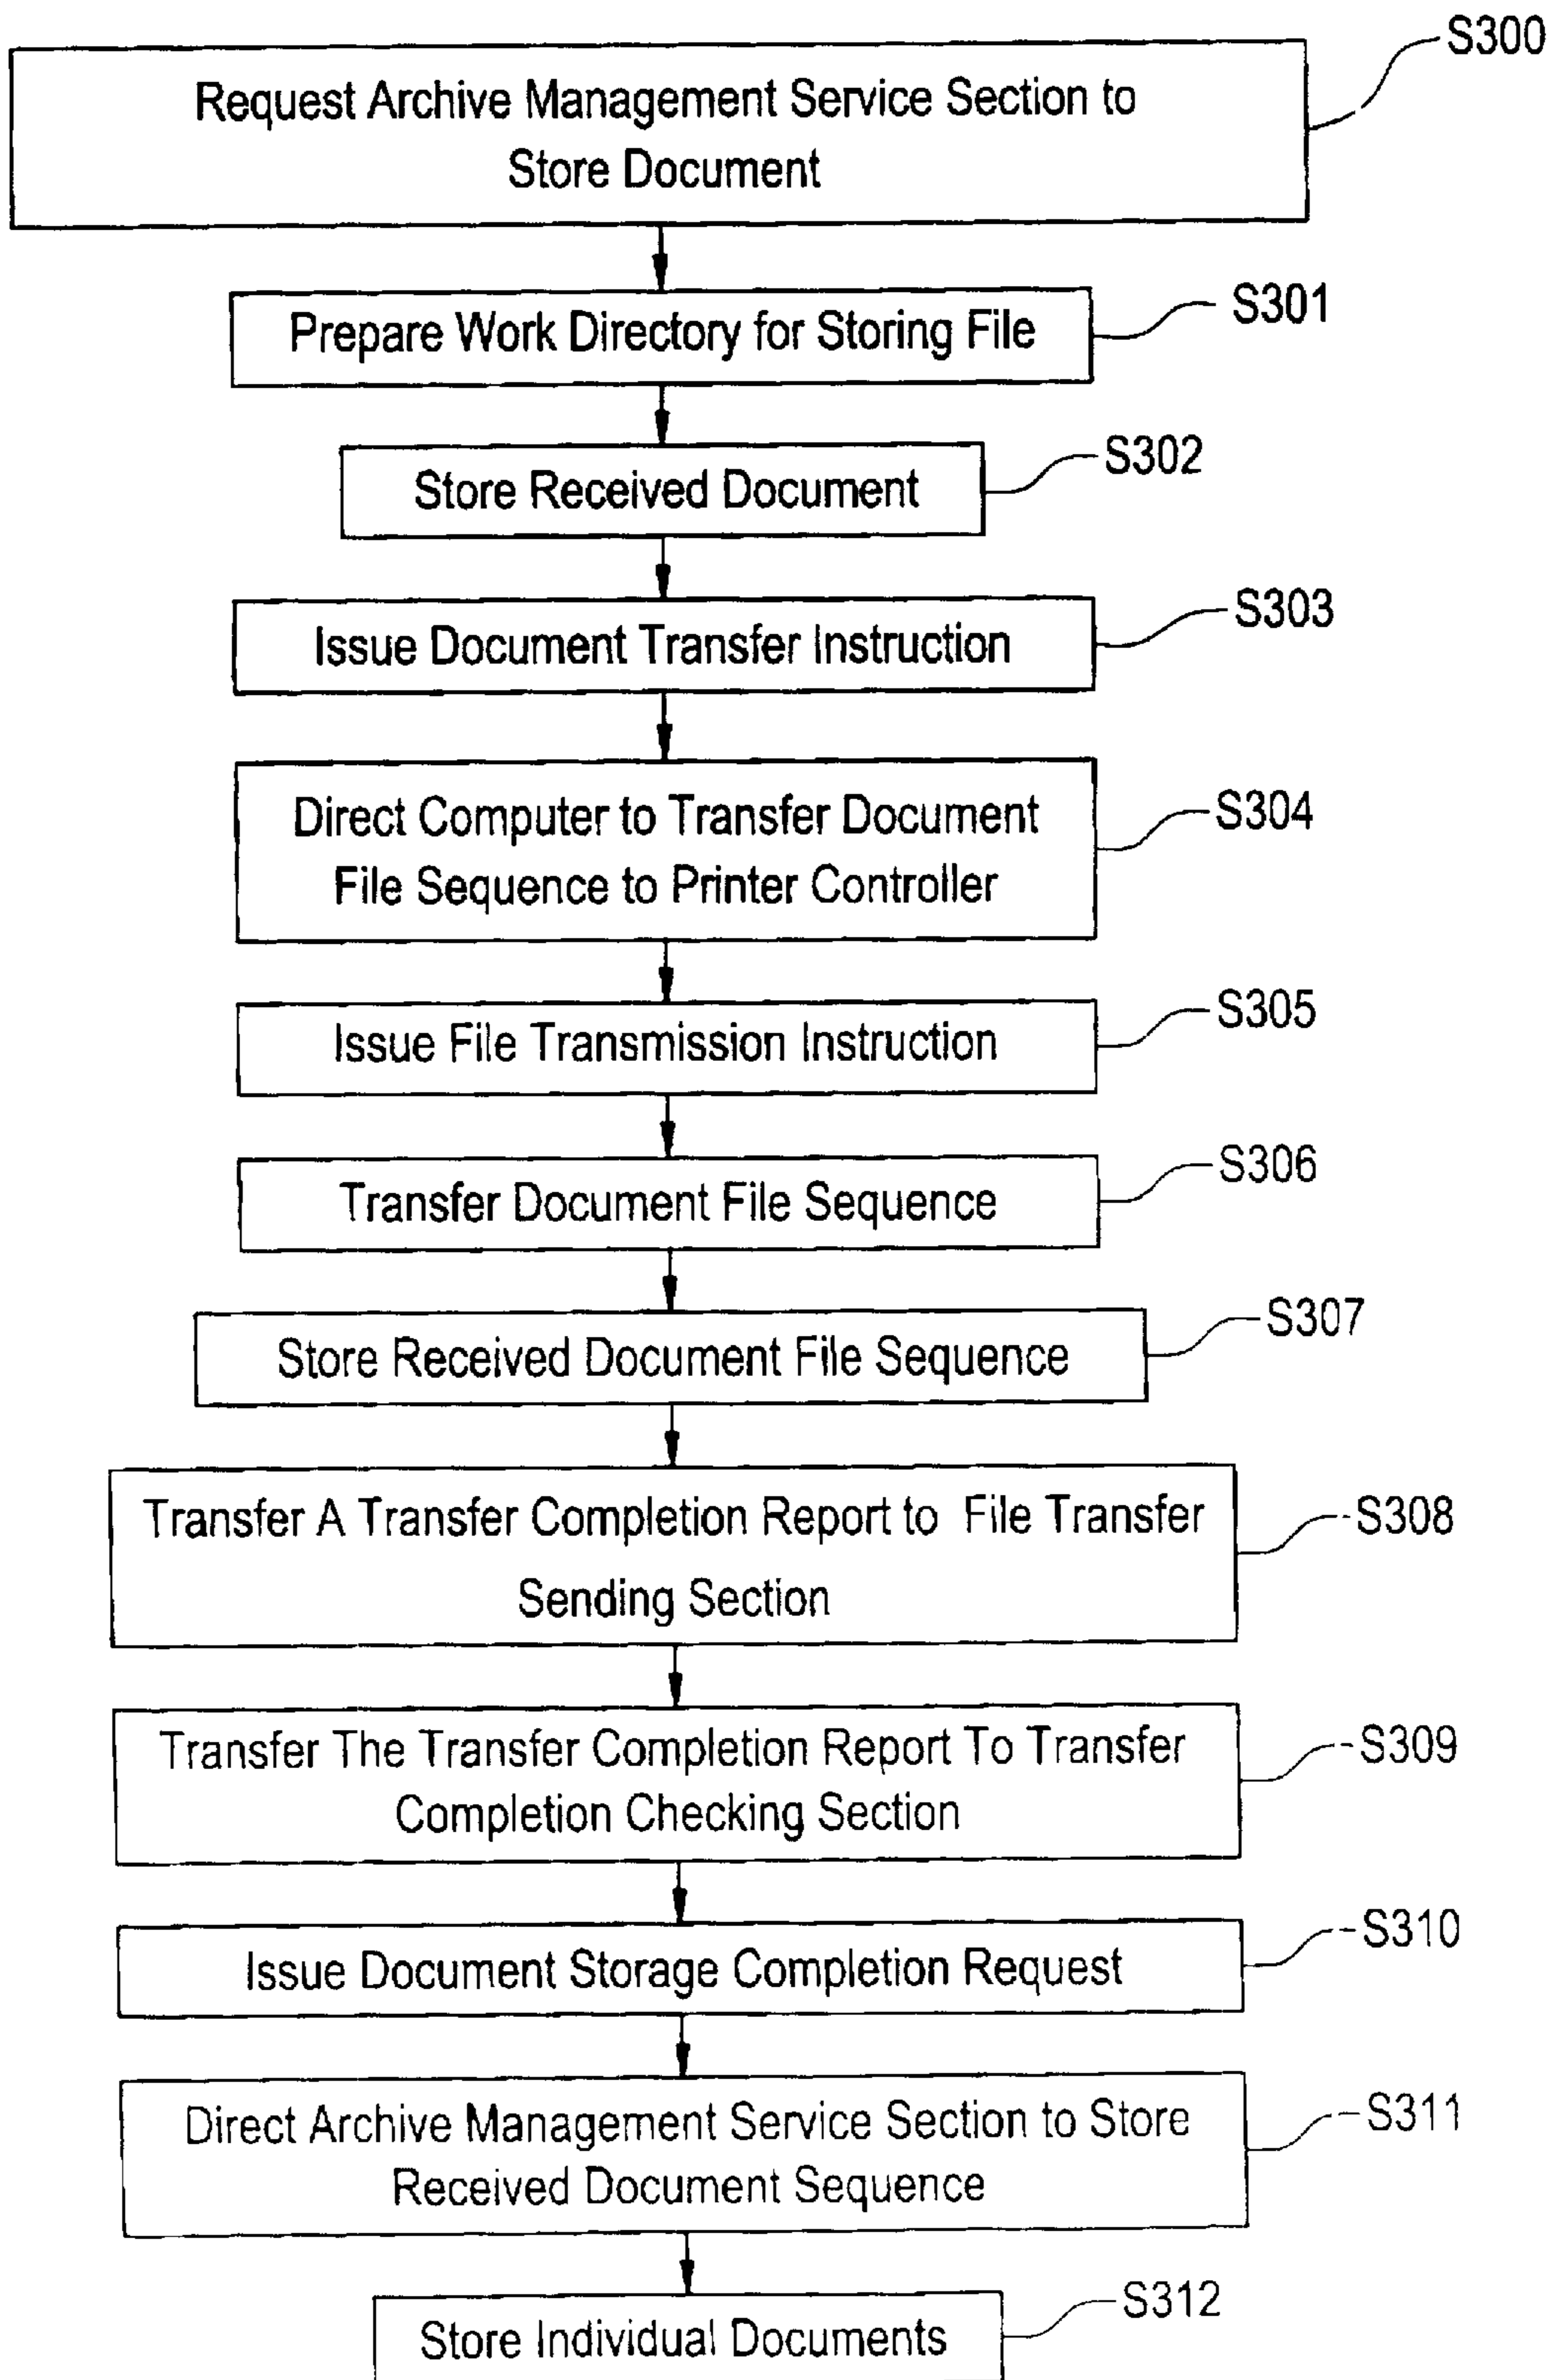 S300
Request Archive Management Service Section to
Store Document
Prepare Work Directory for Storing File
S301
Store Received Document
S302
Issue Document Transfer Instruction
S303
Direct Computer to Transfer Document
File Sequence to Printer Controller
S304
Issue File Transmission Instruction
S305
Transfer Document File Sequence
S306
Store Received Document File Sequence
S307
Transfer A Transfer Completion Report to File Transfer
Sending Section
S308
Transfer The Transfer Completion Report To Transfer
Completion Checking Section
S309
Issue Document Storage Completion Request
S310
Direct Archive Management Service Section to Store
Received Document Sequence
S311
Store Individual Documents
S312